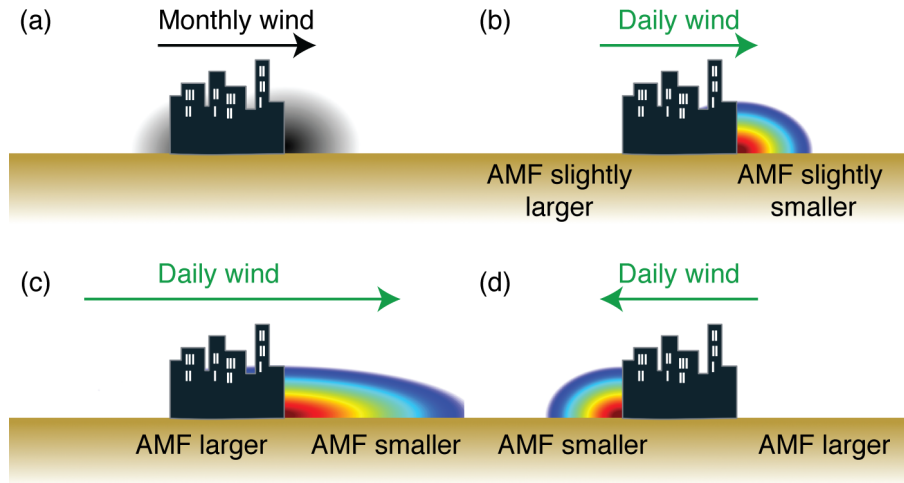 (a)
Monthly wind
(b)
Daily wind
AMF slightly
larger
AMF slightly
smaller
(c)
Daily wind
(d)
Daily wind
AMF larger
AMF smaller
AMF smaller
AMF larger